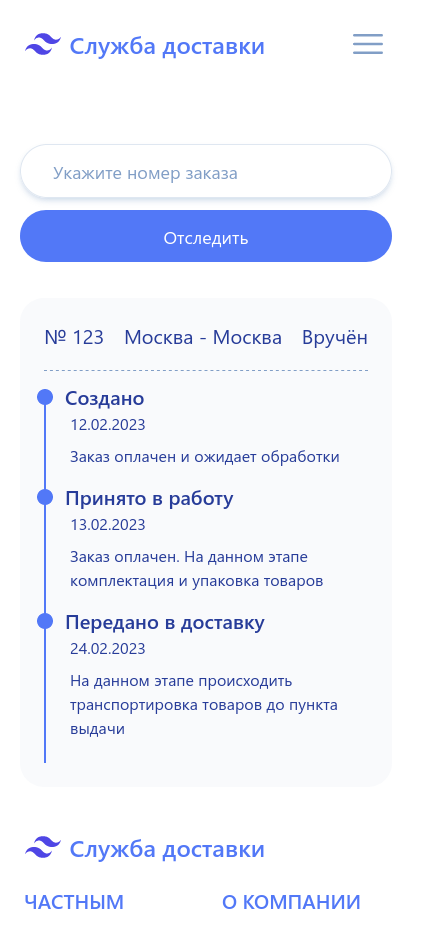 Служба доставки
Укажите номер заказа
Отследить
№ 123 Москва - Москва Вручён
Создано
12.02.2023
Заказ оплачен и ожидает обработки
Принято в работу
13.02.2023
Заказ оплачен. На данном этапе
комплектация и упаковка товаров
Передано в доставку
24.02.2023
На данном этапе происходить
транспортировка товаров до пункта
выдачи
Служба доставки
ЧАСТНЫМ О КОМПАНИИ